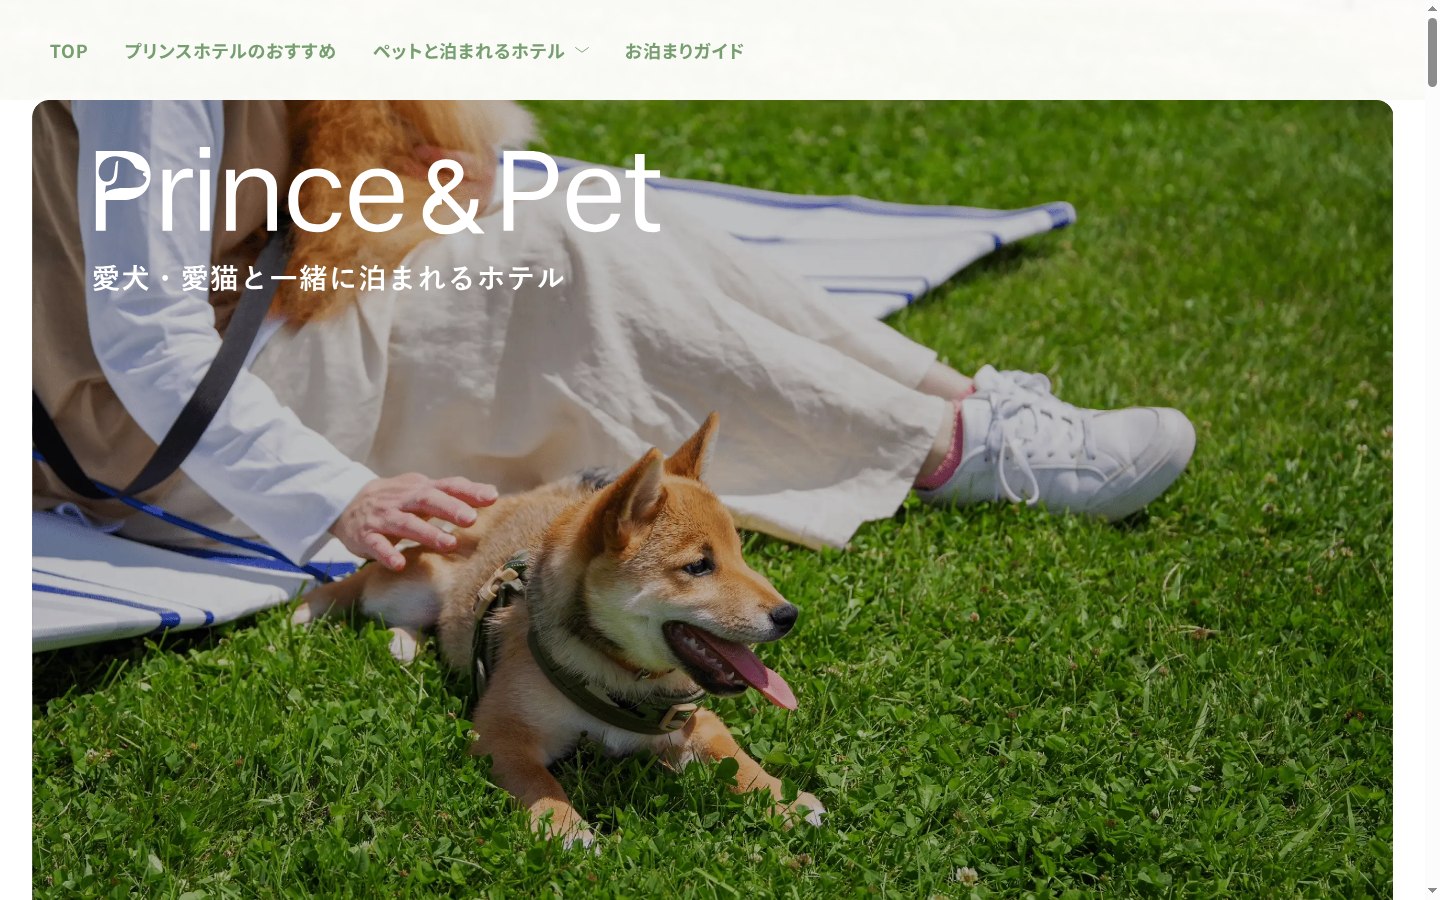 TOP
プリンスホテルのおすすめ
ペットと泊まれるホテル
お泊まりガイド
Prince & Pet
愛犬・愛猫と一緒に泊まれるホテル